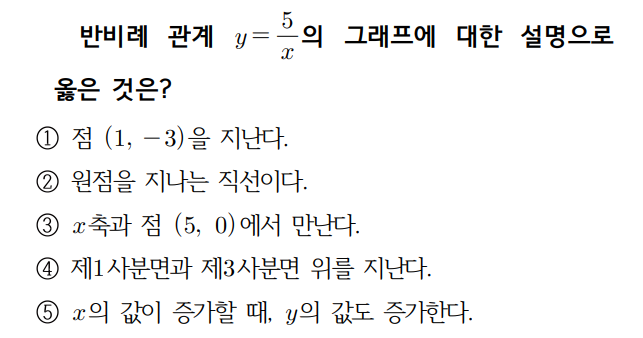 반비례 관계 y=5/x의 그래프에 대한 설명으로
옳은 것은?
① 점 (1, −3)을 지난다.
② 원점을 지나는 직선이다.
③ x축과 점 (5, 0)에서 만난다.
④ 제1사분면과 제3사분면 위를 지난다.
⑤ x의 값이 증가할 때, y의 값도 증가한다.